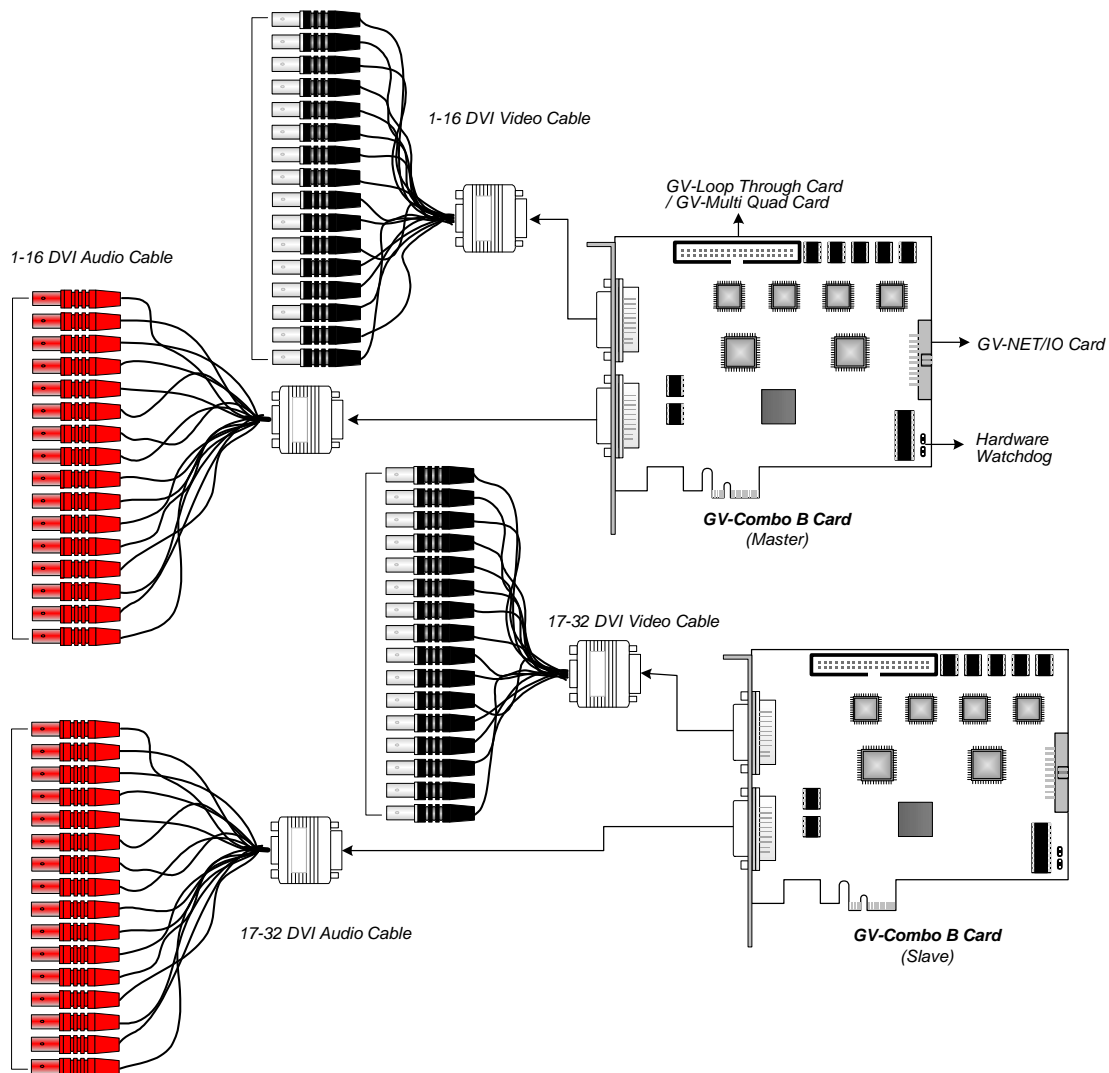 1-16 DVI Video Cable
GV-Loop Through Card
/ GV-Multi Quad Card
1-16 DVI Audio Cable
GV-NET/IO Card
Hardware
Watchdog
GV-Combo B Card
(Master)
17-32 DVI Video Cable
17-32 DVI Audio Cable
GV-Combo B Card
(Slave)